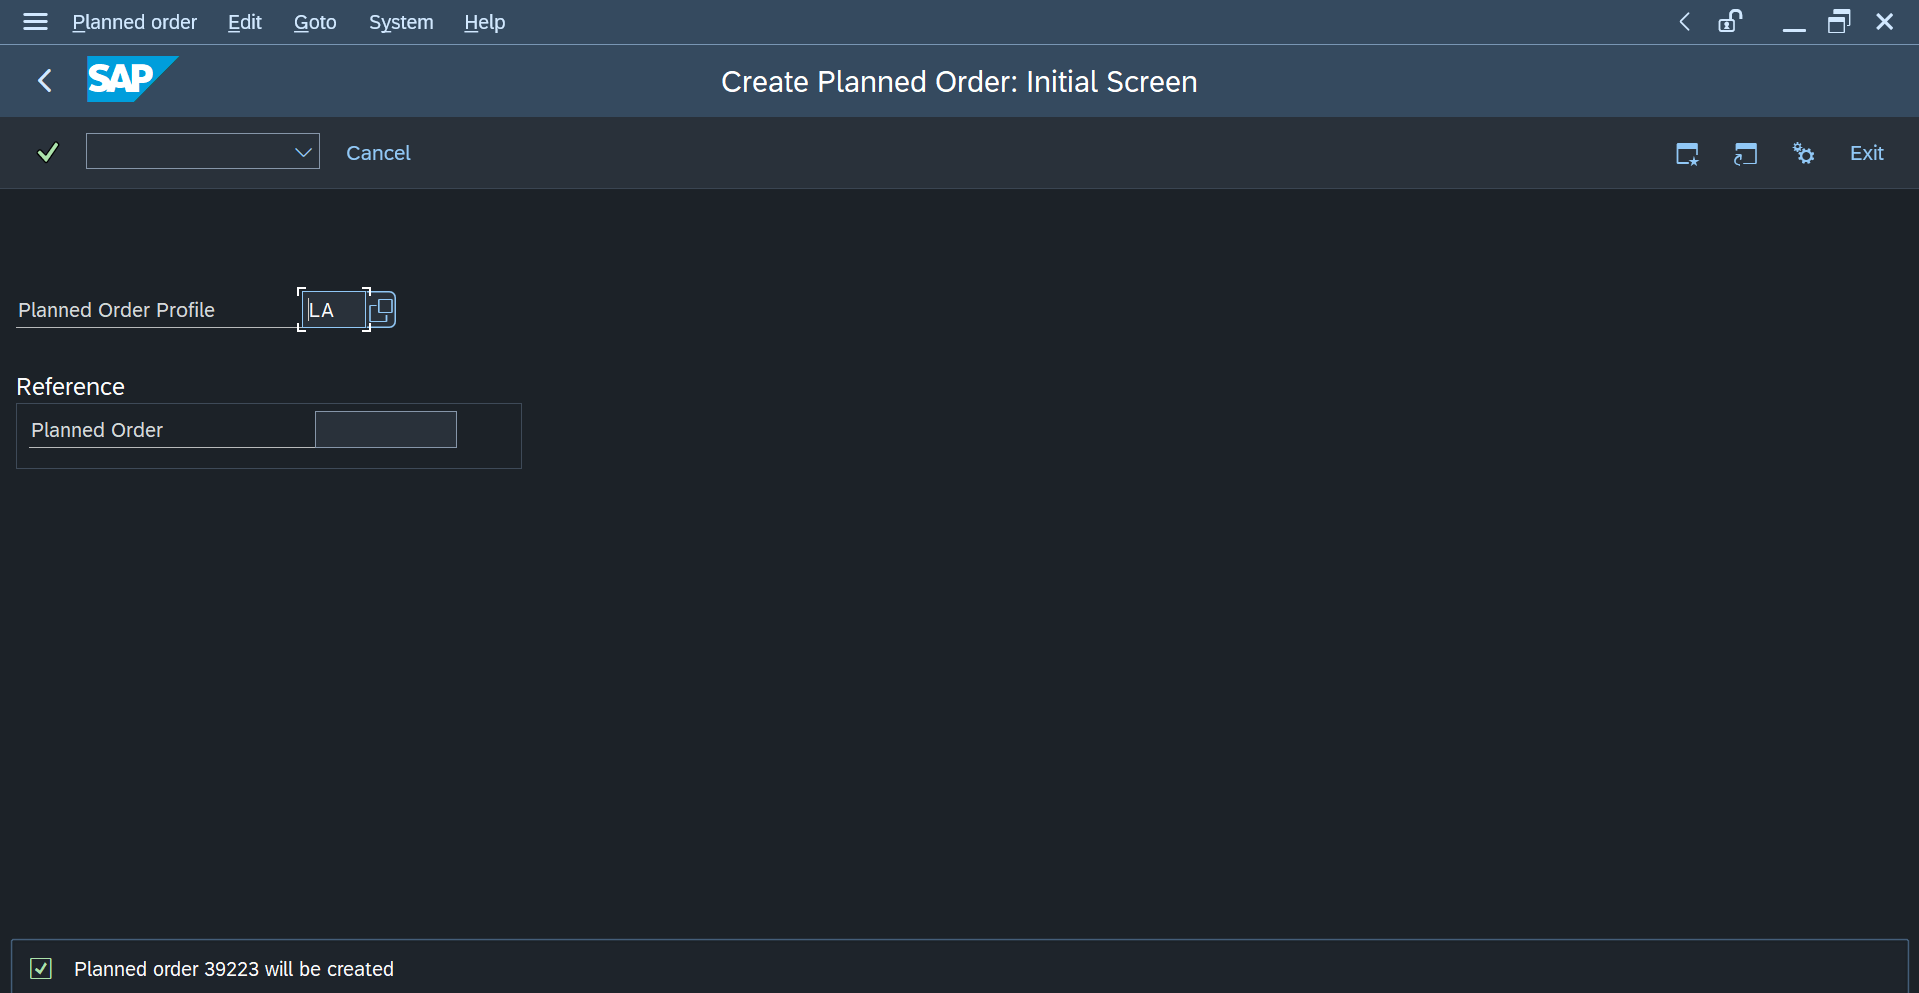 Planned order Edit Goto System Help
SAP Create Planned Order: Initial Screen
Cancel Exit
Planned Order Profile LA
Reference
Planned Order
Planned order 39223 will be created